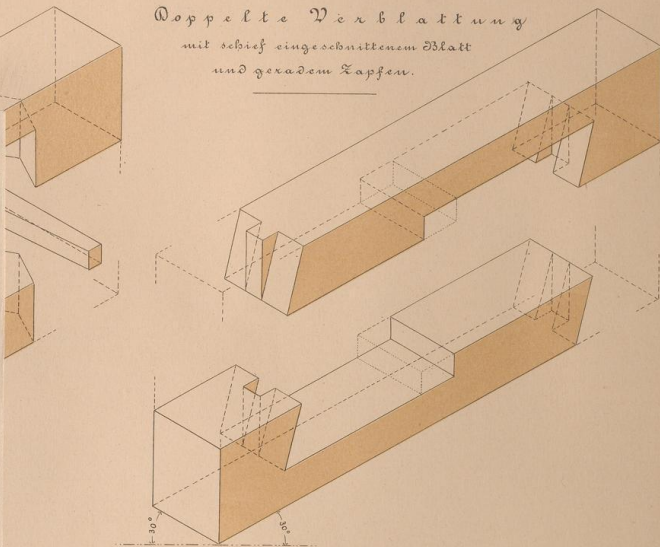 Doppelte Verblattung
mit schief eingeschnittenem Blatt
und geradem Zapfen.
30° 30°